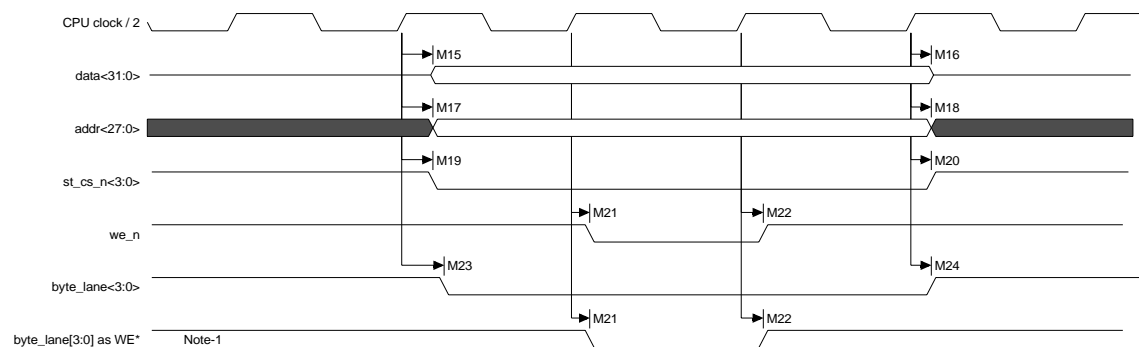 CPU clock / 2
M15 M16
data<31:0>
M17 M18
addr<27:0>
M19 M20
st_cs_n<3:0>
M21 M22
we_n
M23 M24
byte_lane<3:0>
M21 M22
byte_lane[3:0] as WE* Note-1